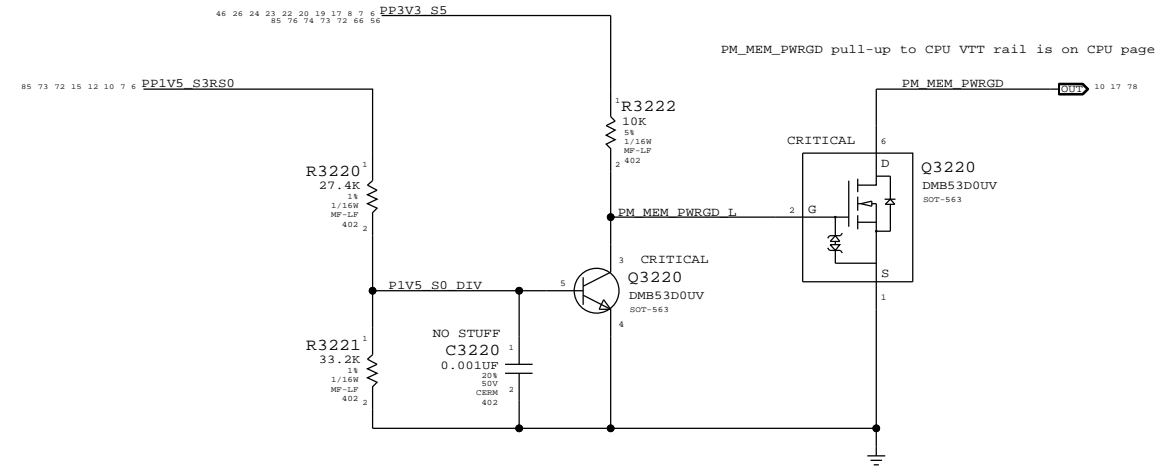 46 26 24 23 22 20 19 17 8 7 6 PP3V3_S5
85 76 74 73 72 66 56
PM_MEM_PWRGD pull-up to CPU VTT rail is on CPU page
85 73 72 15 12 10 7 6 PP1V5_S3RS0
PM_MEM_PWRGD
OUT 10 17 78
1
R3222
10K
5%
1/16W
MF-LF
402
2
CRITICAL
6
D
Q3220
DMB53D0UV
SOT-563
R3220 1
27.4K
1%
1/16W
MF-LF
402
2
PM_MEM_PWRGD_L
2 G
S
1
3 CRITICAL
Q3220
DMB53D0UV
SOT-563
4
P1V5_S0_DIV
5
R3221 1
33.2K
1%
1/16W
MF-LF
402
2
NO STUFF
C3220 1
0.001UF
20%
50V
CERM
402
2